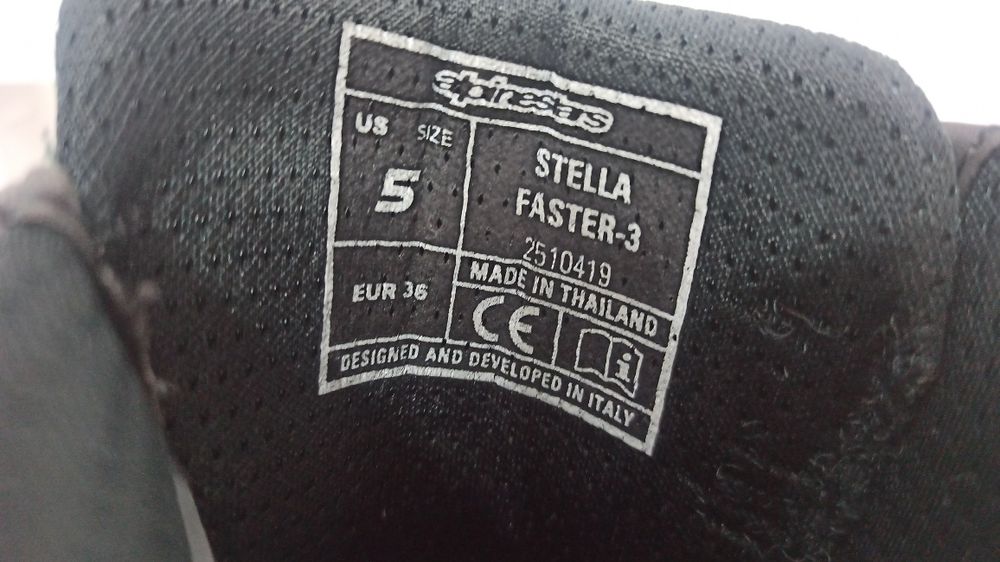 alpinestars
US SIZE
5
STELLA
FASTER-3
2510419
EUR 36
MADE IN THAILAND
CE
i
DESIGNED AND DEVELOPED IN ITALY